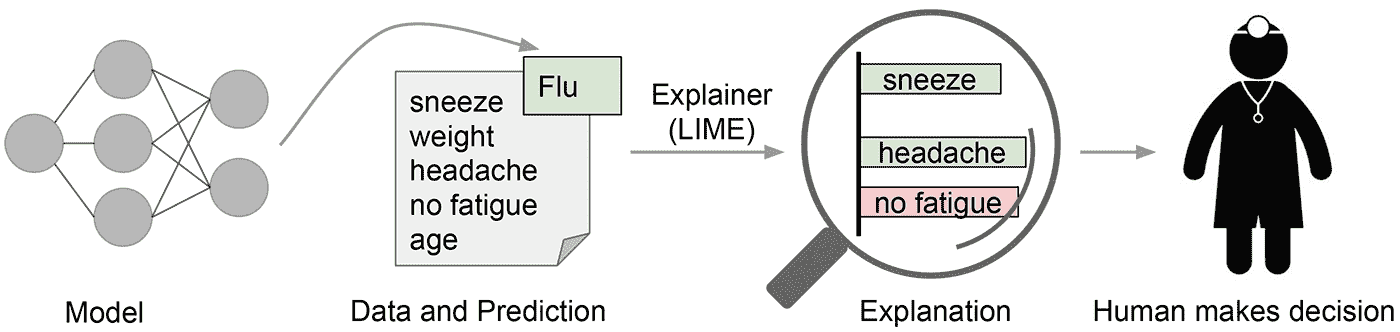 Flu
sneeze
weight
headache
no fatigue
age
Explainer
(LIME)
sneeze
headache
no fatigue
Model
Data and Prediction
Explanation
Human makes decision